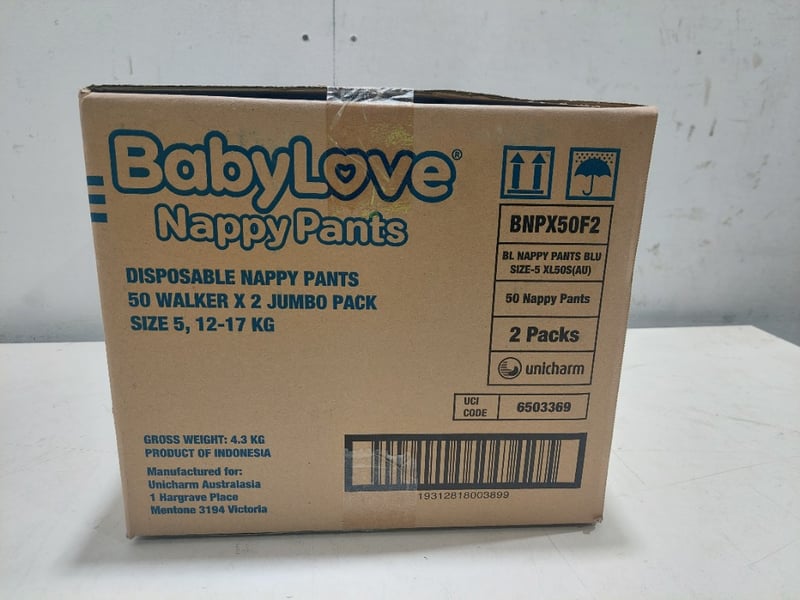 BabyLove®
Nappy Pants
DISPOSABLE NAPPY PANTS
50 WALKER X 2 JUMBO PACK
SIZE 5, 12-17 KG
GROSS WEIGHT: 4.3 KG
PRODUCT OF INDONESIA
Manufactured for:
Unicharm Australasia
1 Hargrave Place
Mentone 3194 Victoria
BNPX50F2
BL NAPPY PANTS BLU
SIZE-5 XL50S(AU)
50 Nappy Pants
2 Packs
unicharm
UCI
CODE
6503369
19312818003899